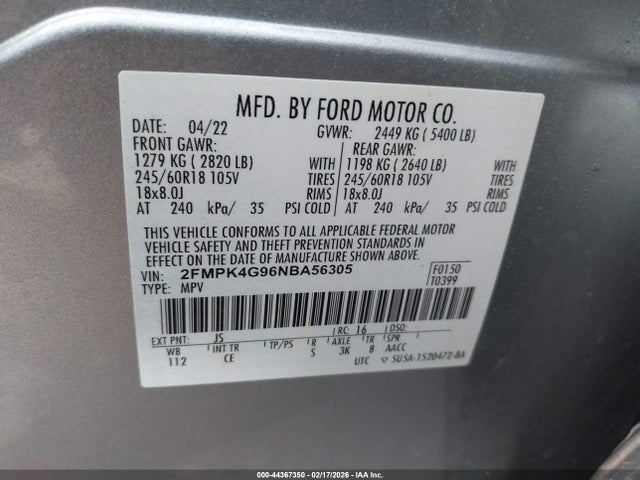 MFD. BY FORD MOTOR CO.
DATE: 04/22 GVWR: 2449 KG ( 5400 LB)
FRONT GAWR: REAR GAWR:
1279 KG ( 2820 LB) WITH 1198 KG ( 2640 LB) WITH
245/60R18 105V TIRES 245/60R18 105V TIRES
18x8.0J RIMS 18x8.0J RIMS
AT 240 kPa/ 35 PSI COLD AT 240 kPa/ 35 PSI COLD
THIS VEHICLE CONFORMS TO ALL APPLICABLE FEDERAL MOTOR
VEHICLE SAFETY AND THEFT PREVENTION STANDARDS IN
EFFECT ON THE DATE OF MANUFACTURE SHOWN ABOVE.
VIN: 2FMPK4G96NBA56305 F0150
TYPE: MPV T0399
EXT PNT: JS RC: 16 DSO:
WB INT TR TP/PS R AXLE TR SPR
112 CE S 3K 8 AACC
UTC ▽ 5U5A-1520472-BA
000-44367350 - 02/17/2026 - IAAI, Inc.